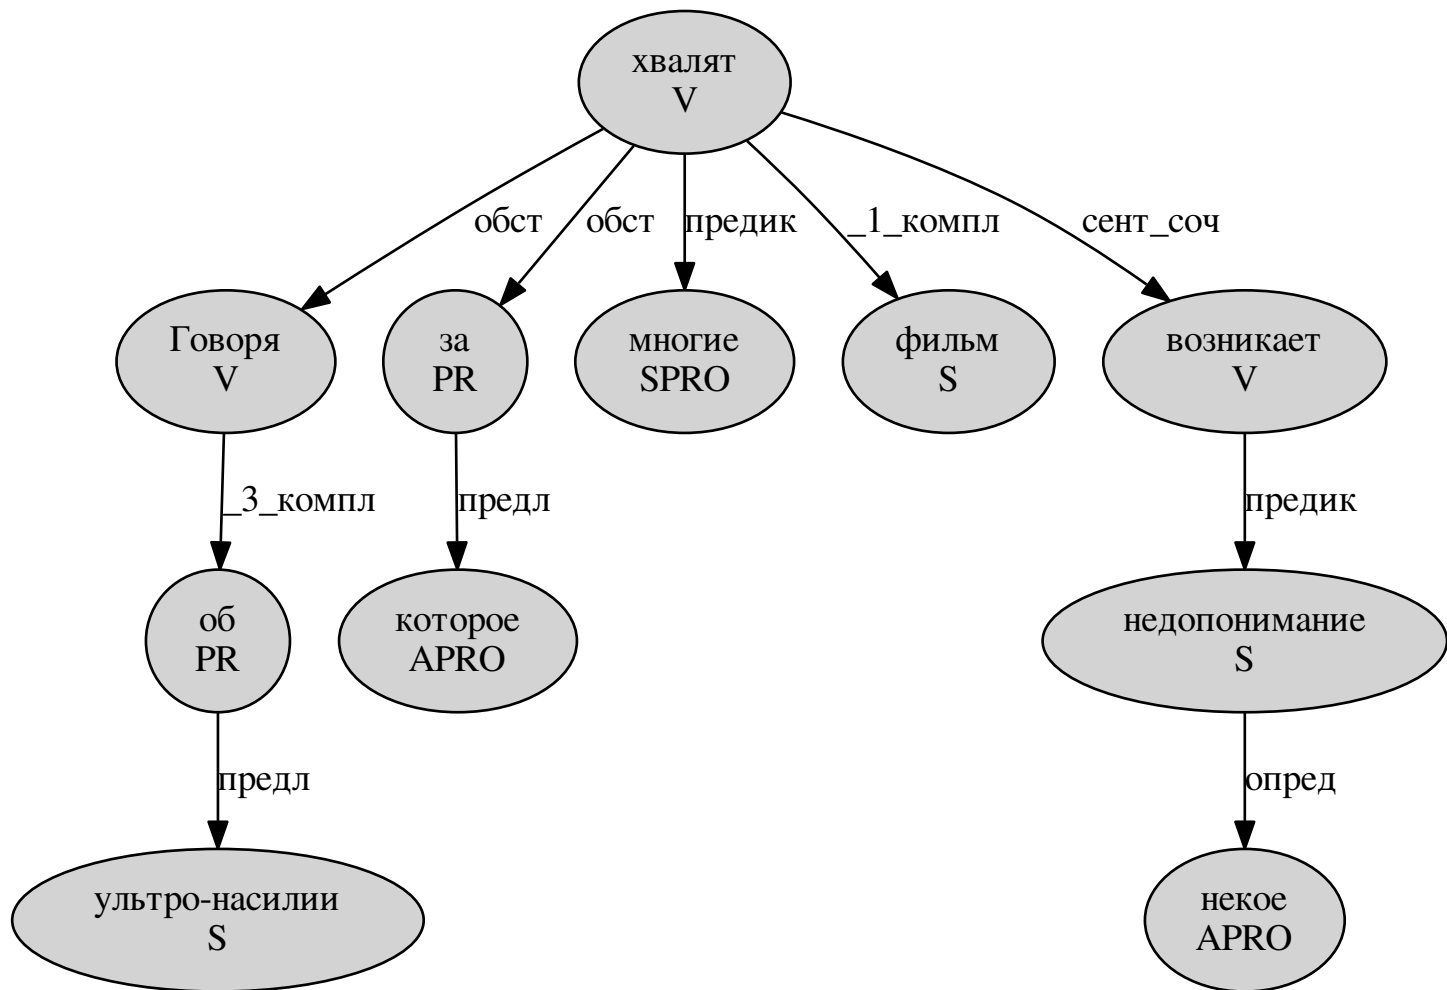 хвалят
V
обст
обст
предик
_1_компл
сент_соч
Говоря
V
за
PR
многие
SPRO
фильм
S
возникает
V
_3_компл
предл
предик
об
PR
которое
APRO
недопонимание
S
предл
опред
ультро-насилии
S
некое
APRO